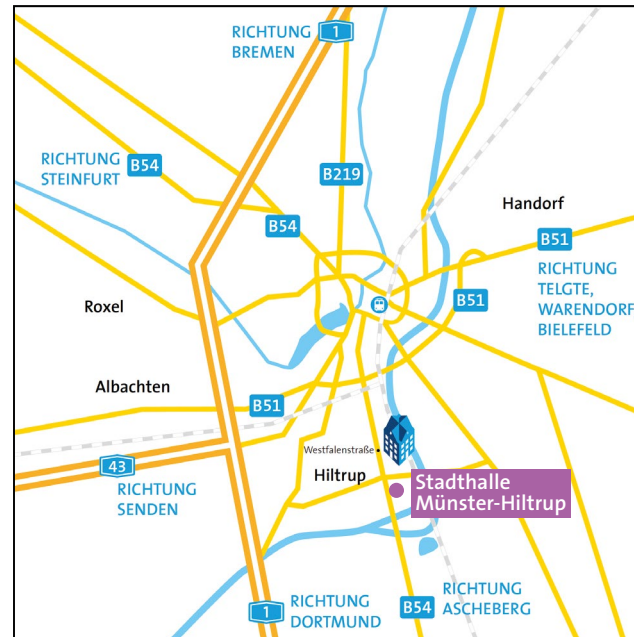 RICHTUNG
BREMEN
1
RICHTUNG
STEINFURT
B54
B219
B54
Handorf
B51
RICHTUNG
TELGTE,
WARENDORF
BIELEFELD
B51
Roxel
Albachten
B51
Westfalenstraße
43
RICHTUNG
SENDEN
Hiltrup
Stadthalle
Münster-Hiltrup
1
RICHTUNG
DORTMUND
B54
RICHTUNG
ASCHEBERG